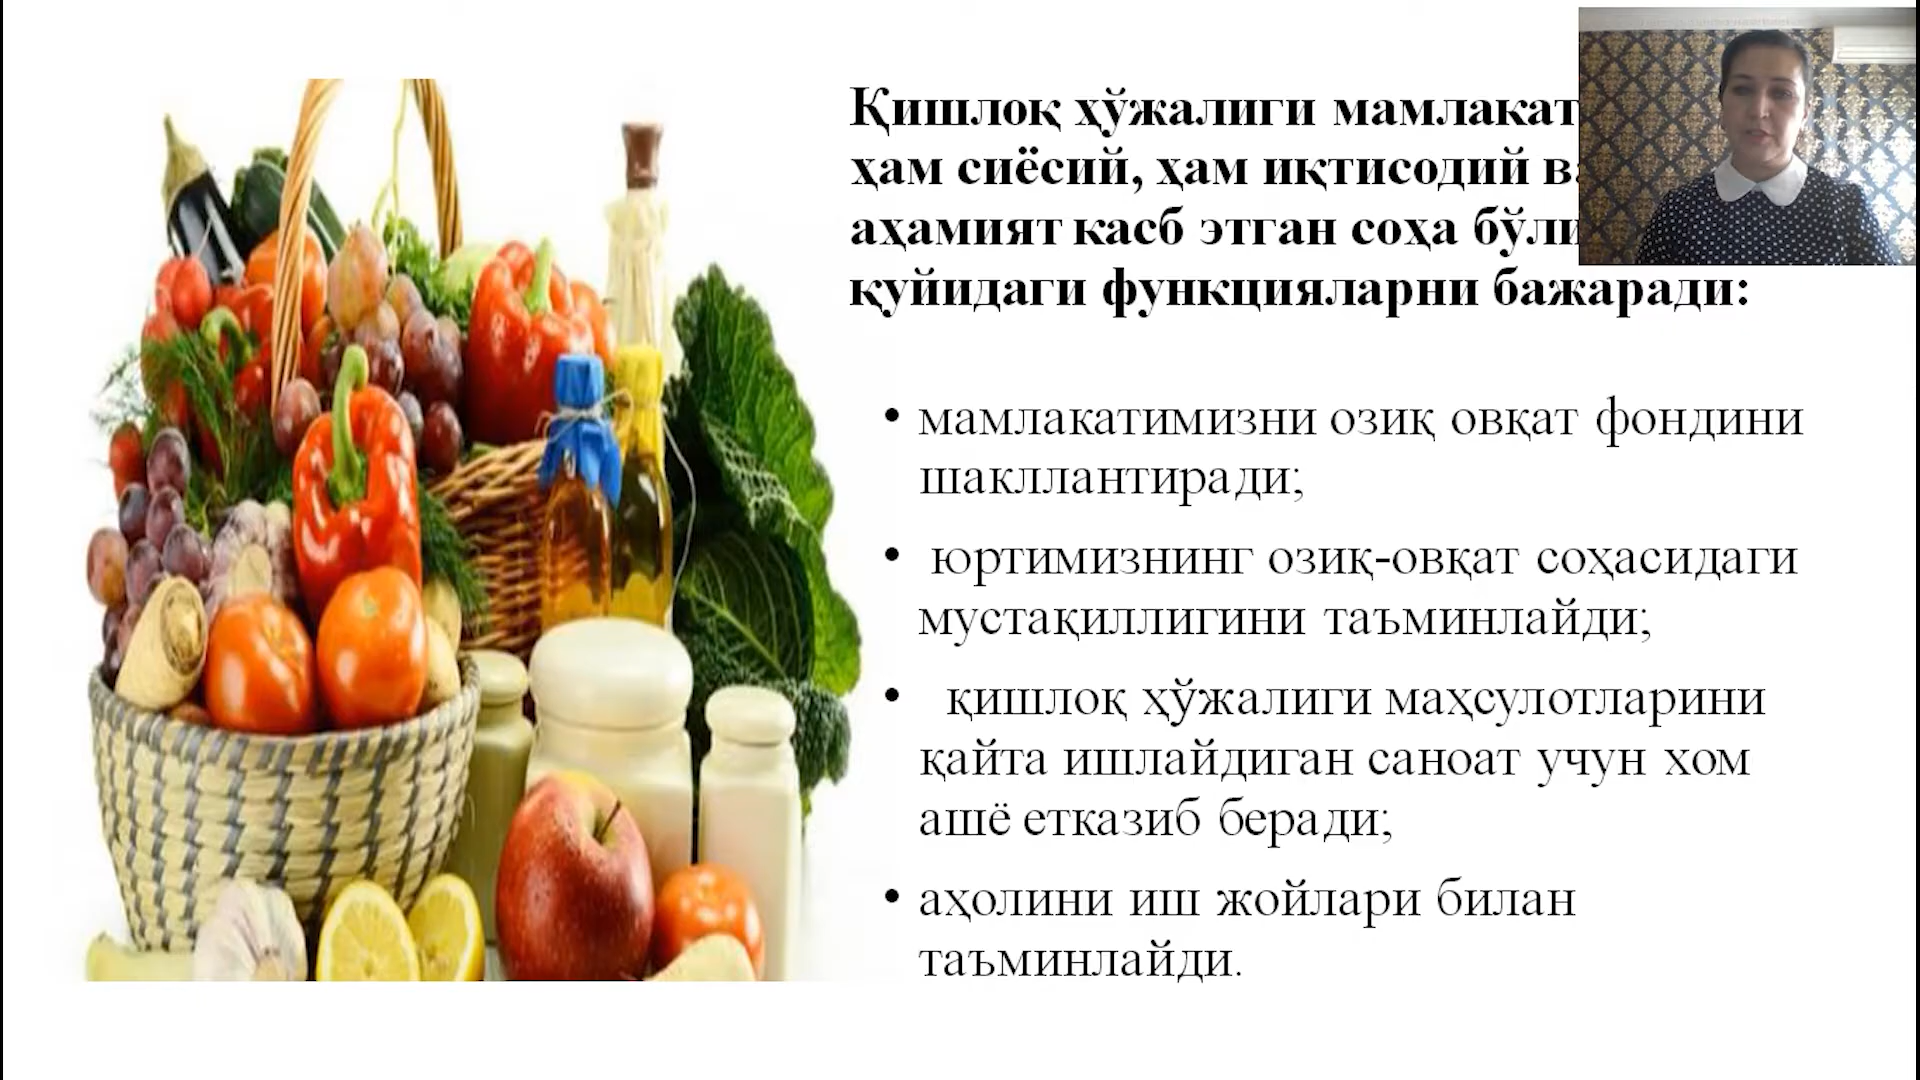 Қишлоқ хўжалиги мамлакат
ҳам сиёсий, ҳам иқтисодий
аҳамият касб этган соҳа
қуйидаги функцияларни бажаради:
• мамлакатимизни озиқ овқат фондини
шакллантиради;
• юртимизнинг озиқ-овқат соҳасидаги
мустақиллигини таъминлайди;
• қишлоқ ҳўжалиги маҳсулотларини
қайта ишлайдиган саноат учун хом
ашё етказиб беради;
• аҳолини иш жойлари билан
таъминлайди.